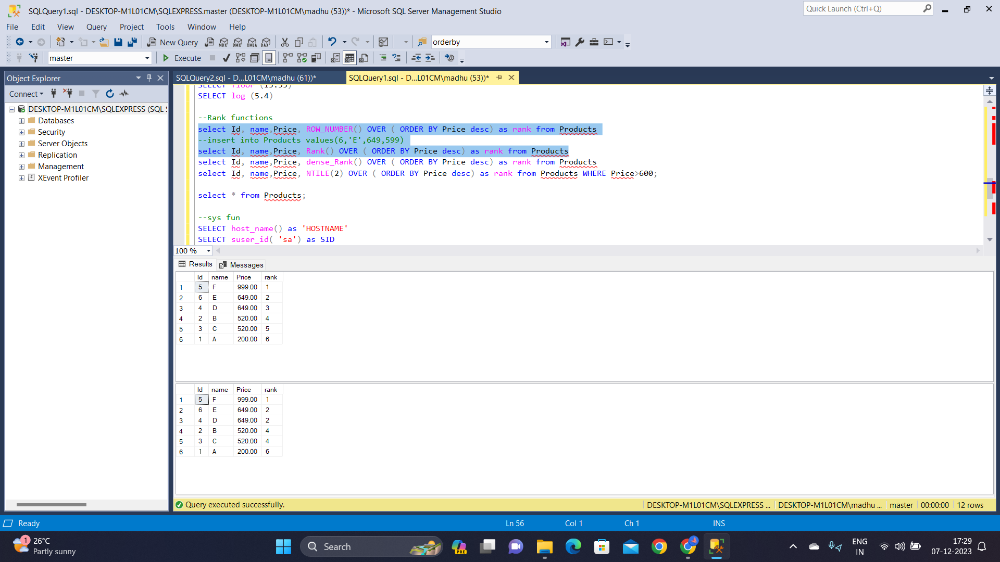 SQLQuery1.sql - DESKTOP-M1L01CM\SQLEXPRESS.master (DESKTOP-M1L01CM\madhu (53))* - Microsoft SQL Server Management Studio
Quick Launch (Ctrl+Q)
File Edit View Query Project Tools Window Help
New Query MDX DMX XMLA DAX orderby
master Execute
Object Explorer
SQLQuery2.sql - D...L01CM\madhu (61))*
SQLQuery1.sql - D...L01CM\madhu (53))*
Connect
DESKTOP-M1L01CM\SQLEXPRESS (SQL S
Databases
Security
Server Objects
Replication
Management
XEvent Profiler
SELECT floor (15.55)
SELECT log (5.4)
--Rank functions
select Id, name,Price, ROW_NUMBER() OVER ( ORDER BY Price desc) as rank from Products
--insert into Products values(6,'E',649,599)
select Id, name,Price, Rank() OVER ( ORDER BY Price desc) as rank from Products
select Id, name,Price, dense_Rank() OVER ( ORDER BY Price desc) as rank from Products
select Id, name,Price, NTILE(2) OVER ( ORDER BY Price desc) as rank from Products WHERE Price>600;
select * from Products;
--sys fun
SELECT host_name() as 'HOSTNAME'
SELECT suser_id( 'sa') as SID
100 %
Results Messages
Id name Price rank
1 5 F 999.00 1
2 6 E 649.00 2
3 4 D 649.00 3
4 2 B 520.00 4
5 3 C 520.00 5
6 1 A 200.00 6
Id name Price rank
1 5 F 999.00 1
2 6 E 649.00 2
3 4 D 649.00 2
4 2 B 520.00 4
5 3 C 520.00 4
6 1 A 200.00 6
Query executed successfully.
DESKTOP-M1L01CM\SQLEXPRESS ... DESKTOP-M1L01CM\madhu ... master 00:00:00 12 rows
Ready Ln 56 Col 1 Ch 1 INS
1
26°C
Partly sunny
Search
PRE
ENG
IN
17:29
07-12-2023